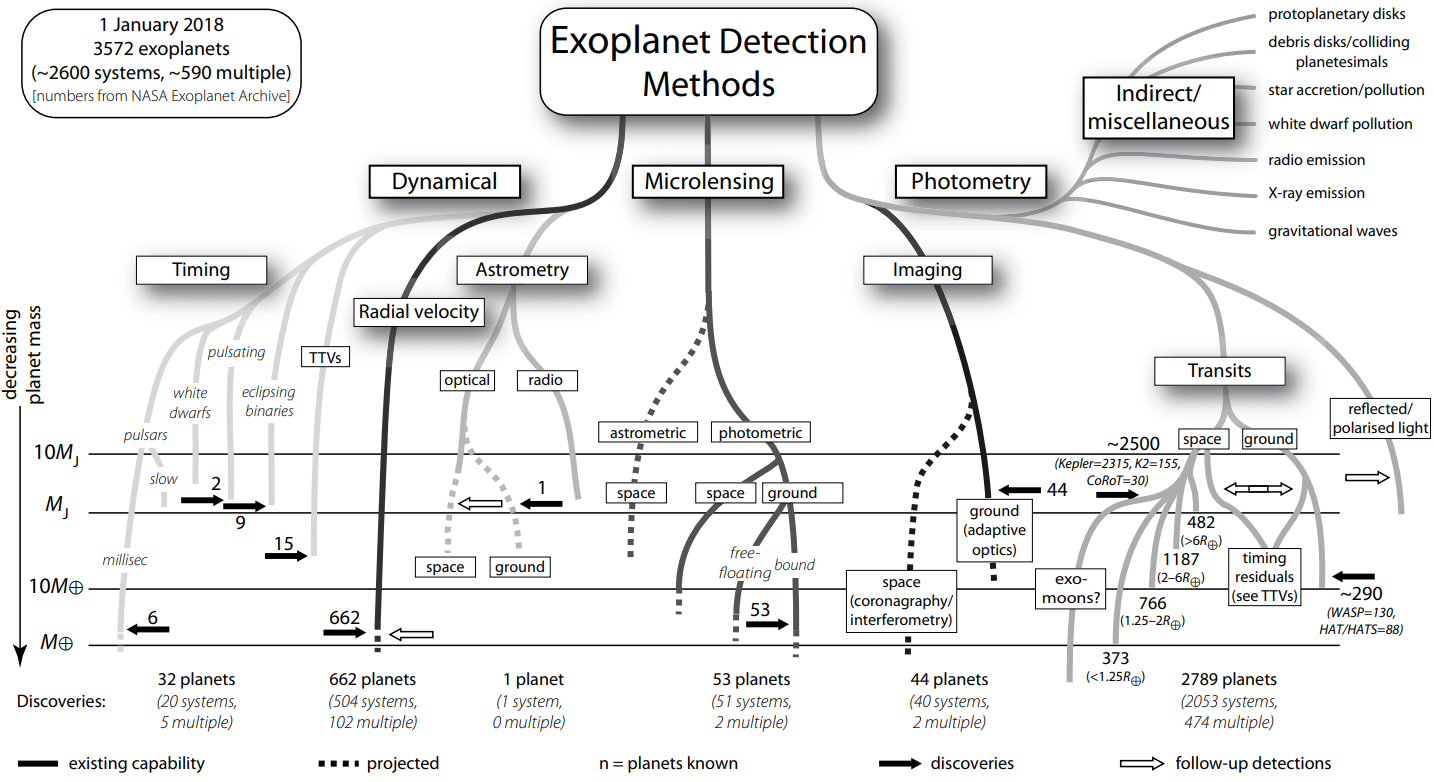 1 January 2018
3572 exoplanets
(~2600 systems, ~590 multiple)
[numbers from NASA Exoplanet Archive]
Exoplanet Detection
Methods
protoplanetary disks
debris disks/colliding
planetesimals
Indirect/
miscellaneous
star accretion/pollution
white dwarf pollution
radio emission
X-ray emission
gravitational waves
Dynamical
Microlensing
Photometry
Timing
Astrometry
Imaging
Radial velocity
decreasing
planet mass
pulsating
TTVs
white
dwarfs
eclipsing
binaries
optical
radio
Transits
reflected/
polarised light
pulsars
astrometric
photometric
space
ground
10MJ
~2500
(Kepler=2315, K2=155,
CoRoT=30)
slow
2
9
1
space
space
ground
44
MJ
ground
(adaptive
optics)
482
(>6R⊕)
15
millisec
space
ground
free-
floating
bound
1187
(2–6R⊕)
timing
residuals
(see TTVs)
exo-
moons?
10M⊕
space
(coronagraphy/
interferometry)
766
(1.25–2R⊕)
~290
(WASP=130,
HAT/HATS=88)
6
662
53
M⊕
373
(<1.25R⊕)
Discoveries:
32 planets
(20 systems,
5 multiple)
662 planets
(504 systems,
102 multiple)
1 planet
(1 system,
0 multiple)
53 planets
(51 systems,
2 multiple)
44 planets
(40 systems,
2 multiple)
2789 planets
(2053 systems,
474 multiple)
existing capability
projected
n = planets known
discoveries
follow-up detections